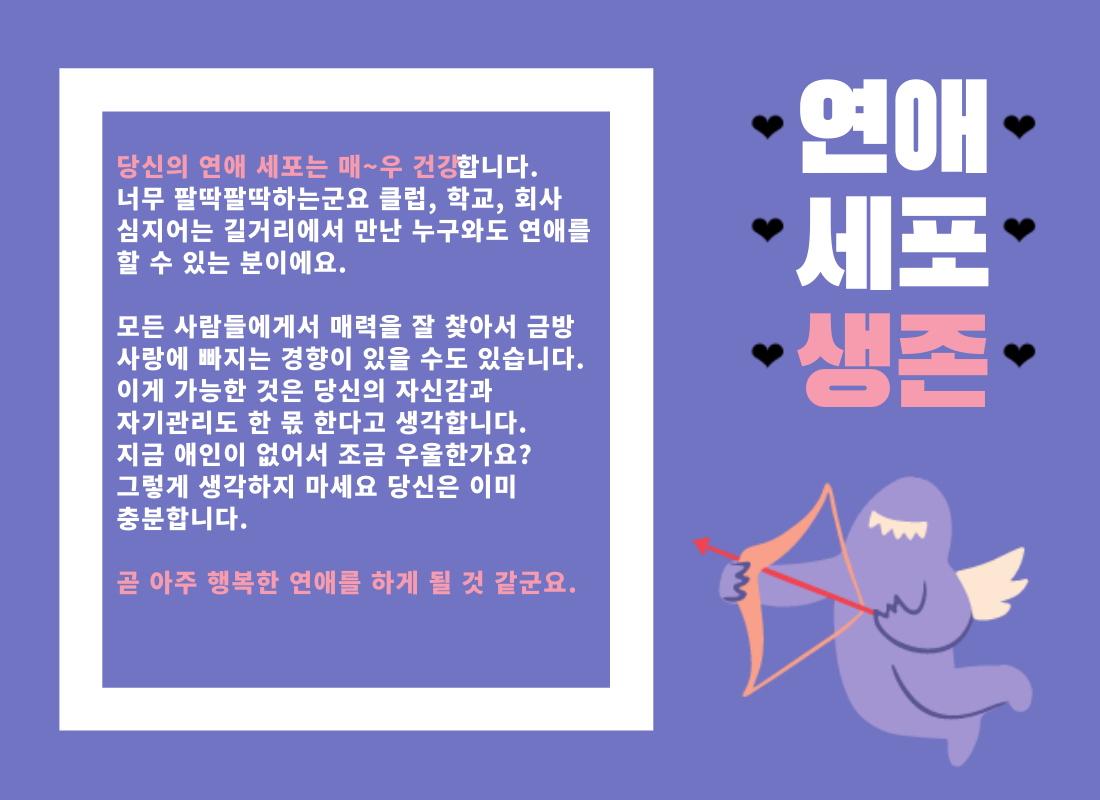 당신의 연애 세포는 매~우 건강합니다.
너무 팔딱팔딱하는군요 클럽, 학교, 회사
심지어는 길거리에서 만난 누구와도 연애를
할 수 있는 분이에요.
모든 사람들에게서 매력을 잘 찾아서 금방
사랑에 빠지는 경향이 있을 수도 있습니다.
이게 가능한 것은 당신의 자신감과
자기관리도 한 몫 한다고 생각합니다.
지금 애인이 없어서 조금 우울한가요?
그렇게 생각하지 마세요 당신은 이미
충분합니다.
곧 아주 행복한 연애를 하게 될 것 같군요.
연애
세포
생존